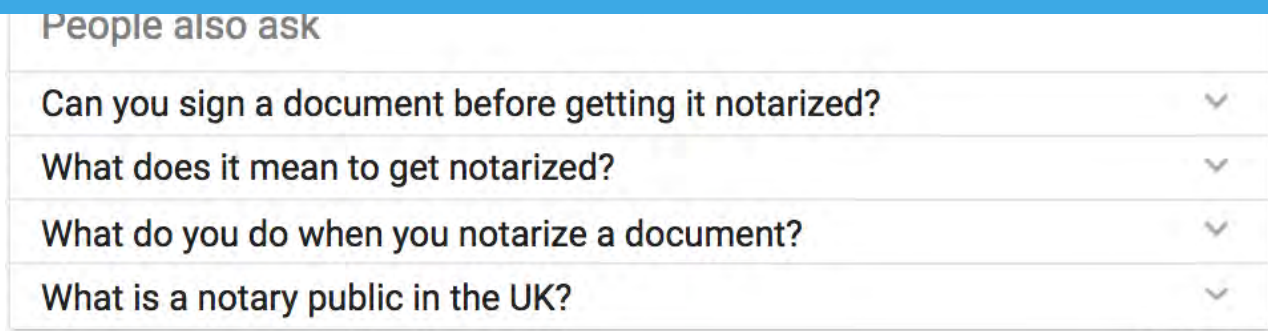 People also ask
Can you sign a document before getting it notarized?
What does it mean to get notarized?
What do you do when you notarize a document?
What is a notary public in the UK?